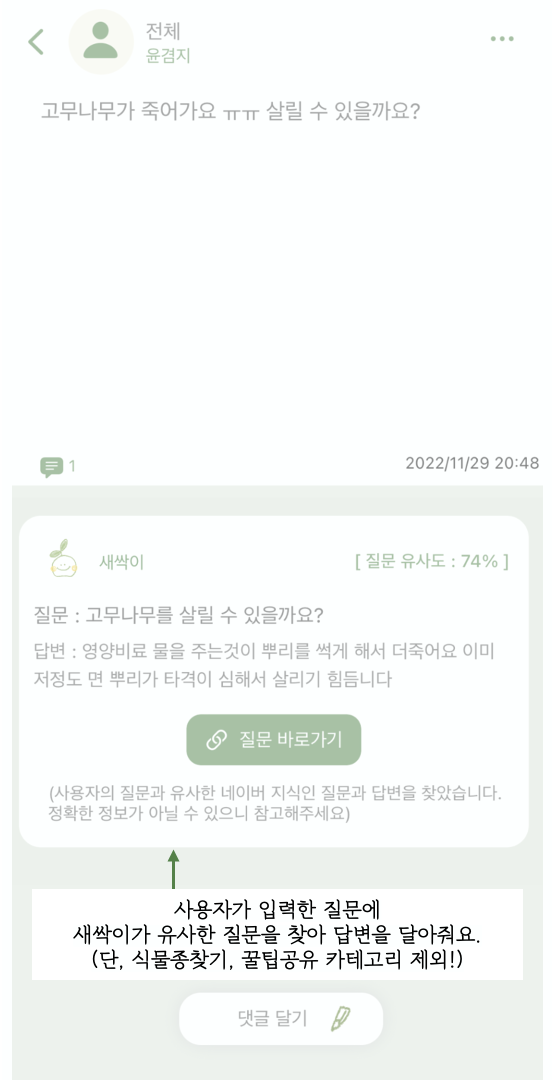 전체
윤겸지
고무나무가 죽어가요 ㅠㅠ 살릴 수 있을까요?
1
2022/11/29 20:48
새싹이
[ 질문 유사도 : 74% ]
질문 : 고무나무를 살릴 수 있을까요?
답변 : 영양비료 물을 주는것이 뿌리를 썩게 해서 더죽어요 이미
저정도 면 뿌리가 타격이 심해서 살리기 힘듬니다
질문 바로가기
(사용자의 질문과 유사한 네이버 지식인 질문과 답변을 찾았습니다.
정확한 정보가 아닐 수 있으니 참고해주세요)
사용자가 입력한 질문에
새싹이가 유사한 질문을 찾아 답변을 달아줘요.
(단, 식물종찾기, 꿀팁공유 카테고리 제외!)
댓글 달기